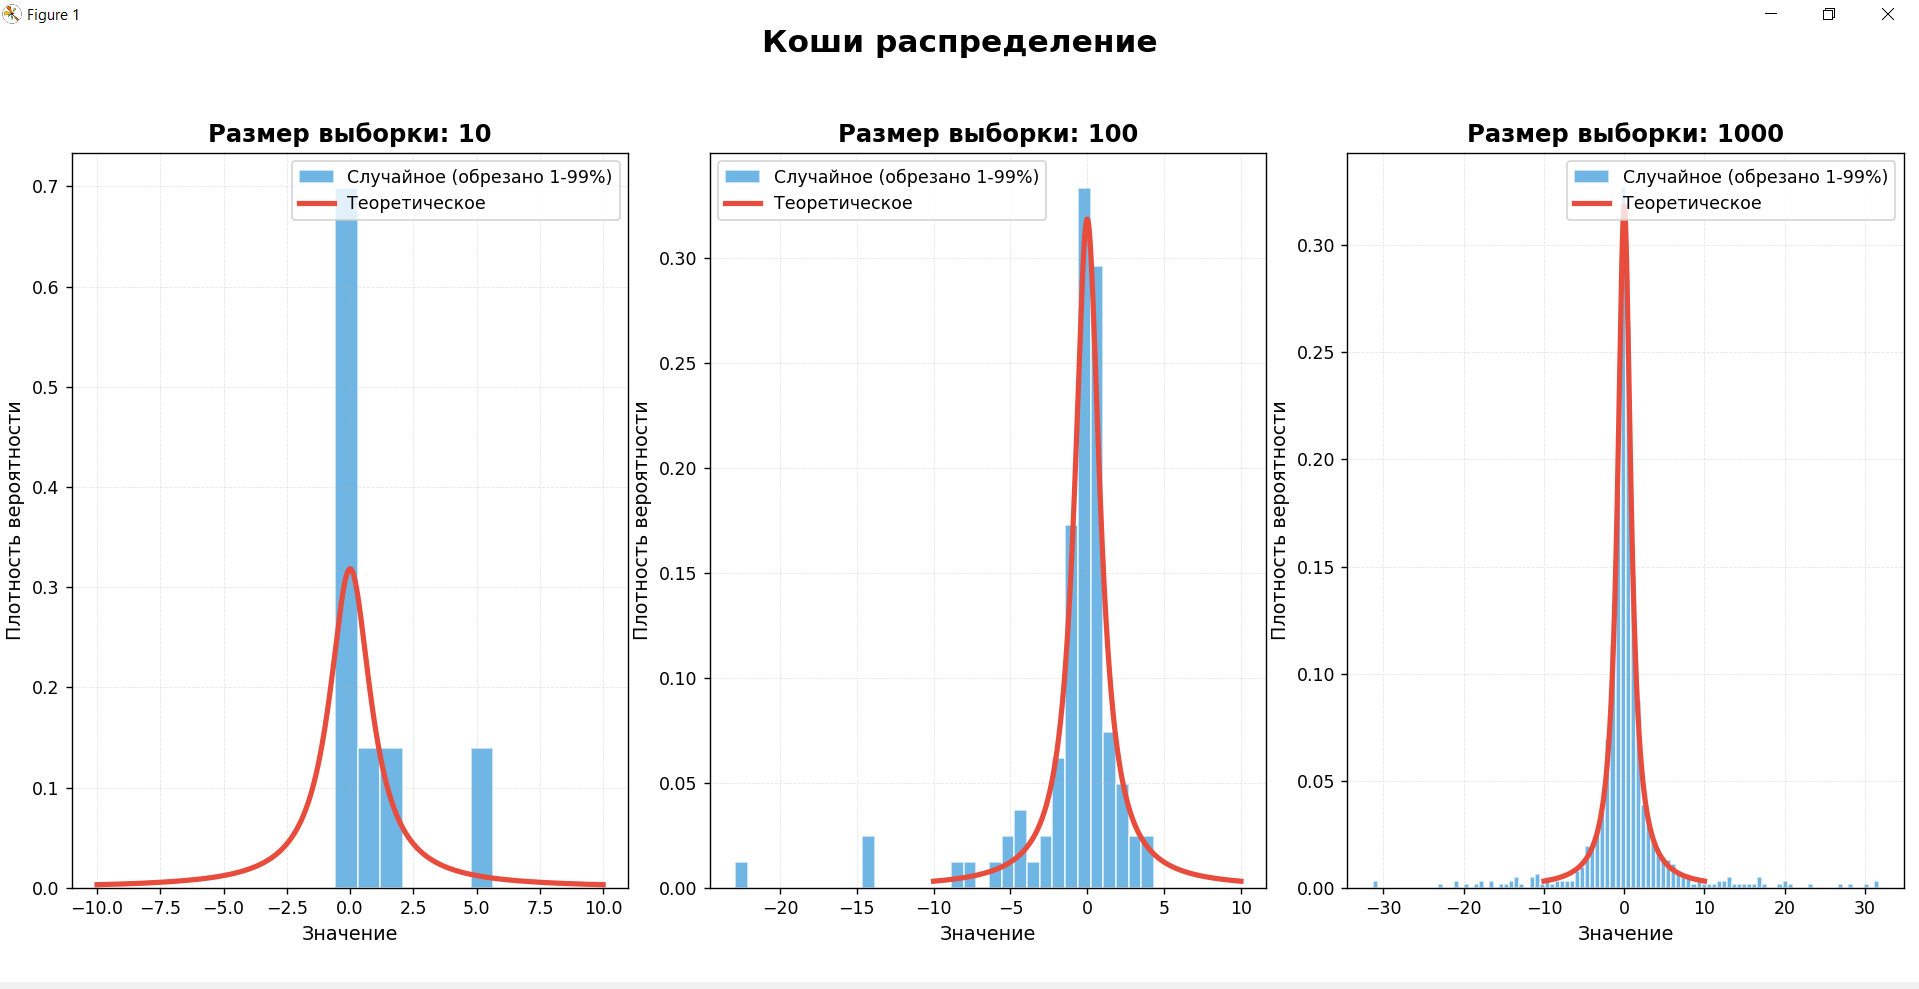 Figure 1
Коши распределение
Размер выборки: 10
Случайное (обрезано 1-99%)
Теоретическое
0.7
0.6
0.5
0.4
0.3
0.2
0.1
0.0
Плотность вероятности
−10.0 −7.5 −5.0 −2.5 0.0 2.5 5.0 7.5 10.0
Значение
Размер выборки: 100
Случайное (обрезано 1-99%)
Теоретическое
0.30
0.25
0.20
0.15
0.10
0.05
0.00
Плотность вероятности
−20 −15 −10 −5 0 5 10
Значение
Размер выборки: 1000
Случайное (обрезано 1-99%)
Теоретическое
0.30
0.25
0.20
0.15
0.10
0.05
0.00
Плотность вероятности
−30 −20 −10 0 10 20 30
Значение